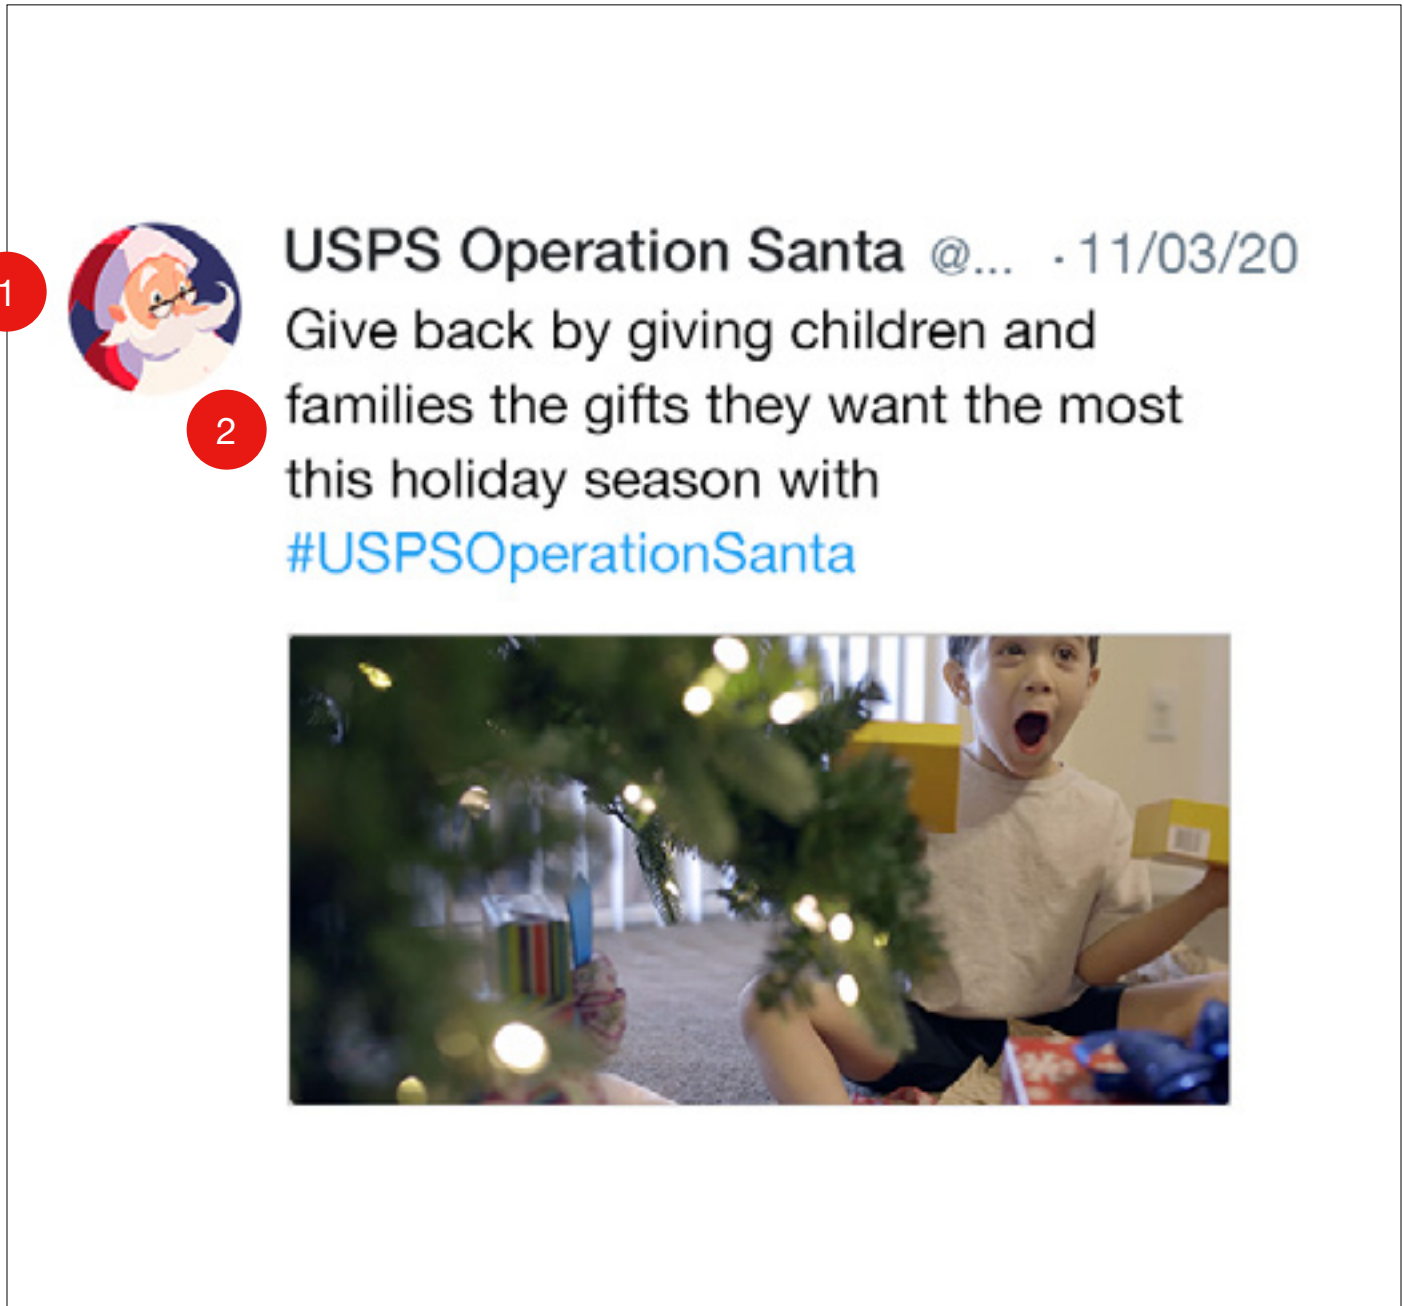 USPS Operation Santa @... · 11/03/20
1
Give back by giving children and
families the gifts they want the most
2
this holiday season with
#USPSOperationSanta